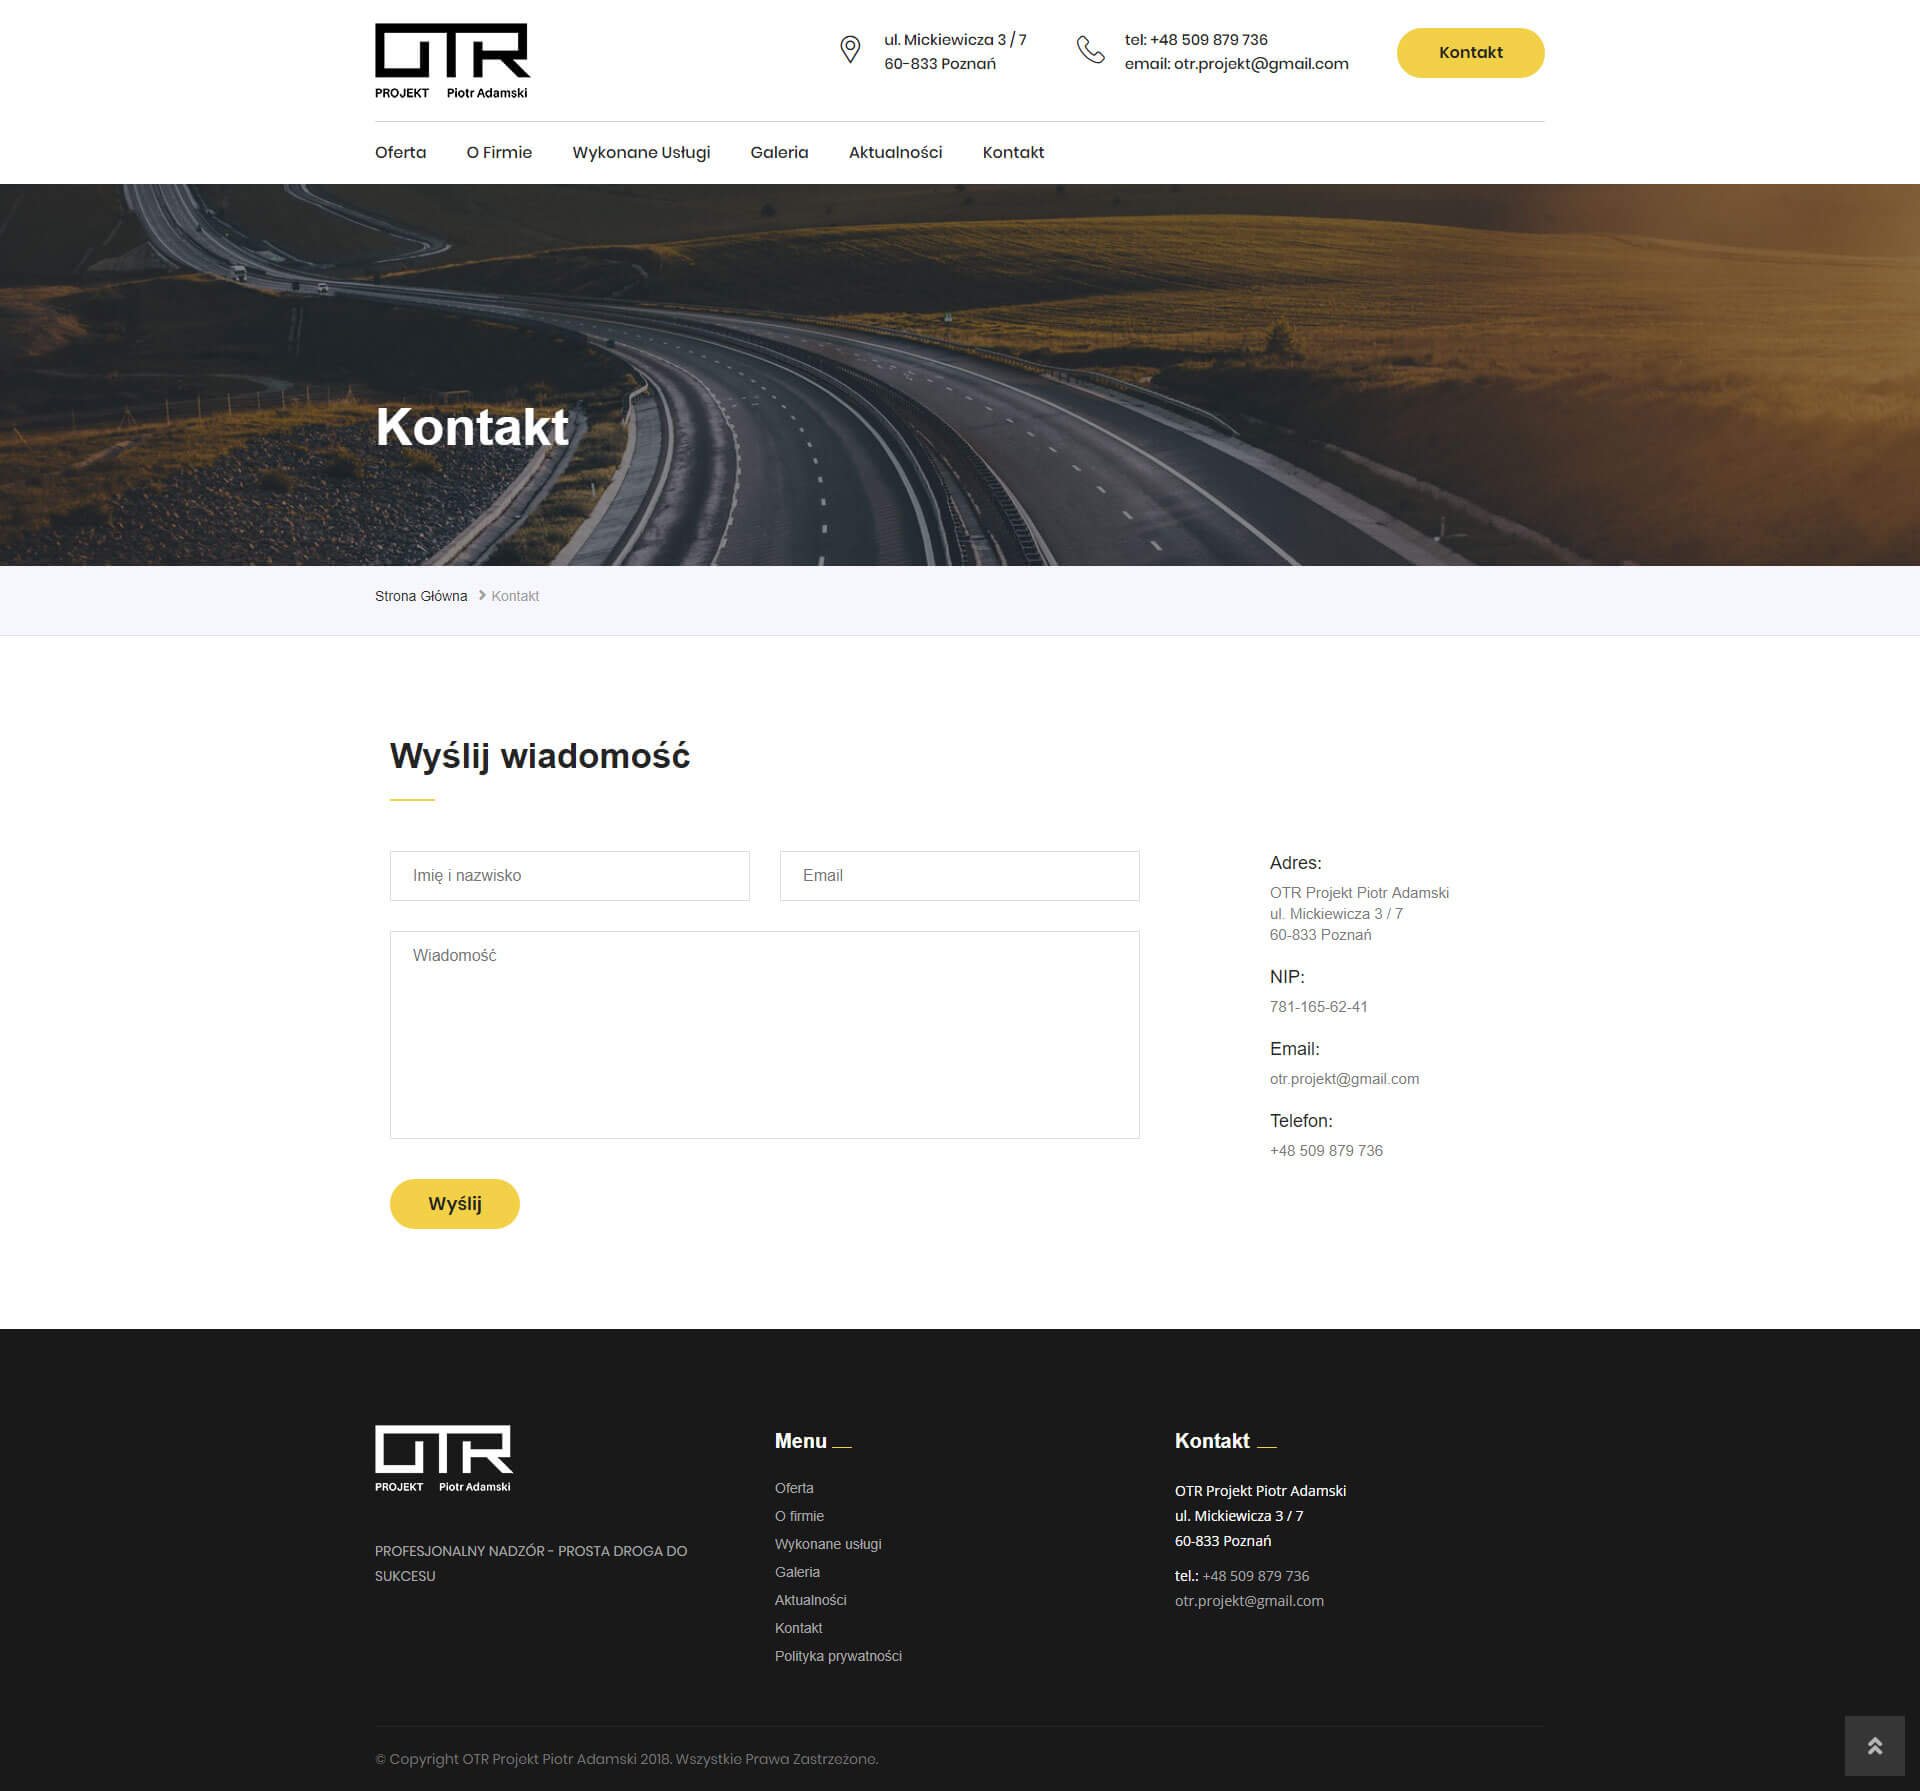 OTR
PROJEKT Piotr Adamski
ul. Mickiewicza 3 / 7
60-833 Poznań
tel: +48 509 879 736
email: otr.projekt@gmail.com
Kontakt
Oferta O Firmie Wykonane Usługi Galeria Aktualności Kontakt
Kontakt
Strona Główna Kontakt
Wyślij wiadomość
Imię i nazwisko
Email
Wiadomość
Wyślij
Adres:
OTR Projekt Piotr Adamski
ul. Mickiewicza 3 / 7
60-833 Poznań
NIP:
781-165-62-41
Email:
otr.projekt@gmail.com
Telefon:
+48 509 879 736
OTR
PROJEKT Piotr Adamski
PROFESJONALNY NADZÓR - PROSTA DROGA DO
SUKCESU
Menu
Oferta
O firmie
Wykonane usługi
Galeria
Aktualności
Kontakt
Polityka prywatności
Kontakt
OTR Projekt Piotr Adamski
ul. Mickiewicza 3 / 7
60-833 Poznań
tel.: +48 509 879 736
otr.projekt@gmail.com
© Copyright OTR Projekt Piotr Adamski 2018. Wszystkie Prawa Zastrzeżone.